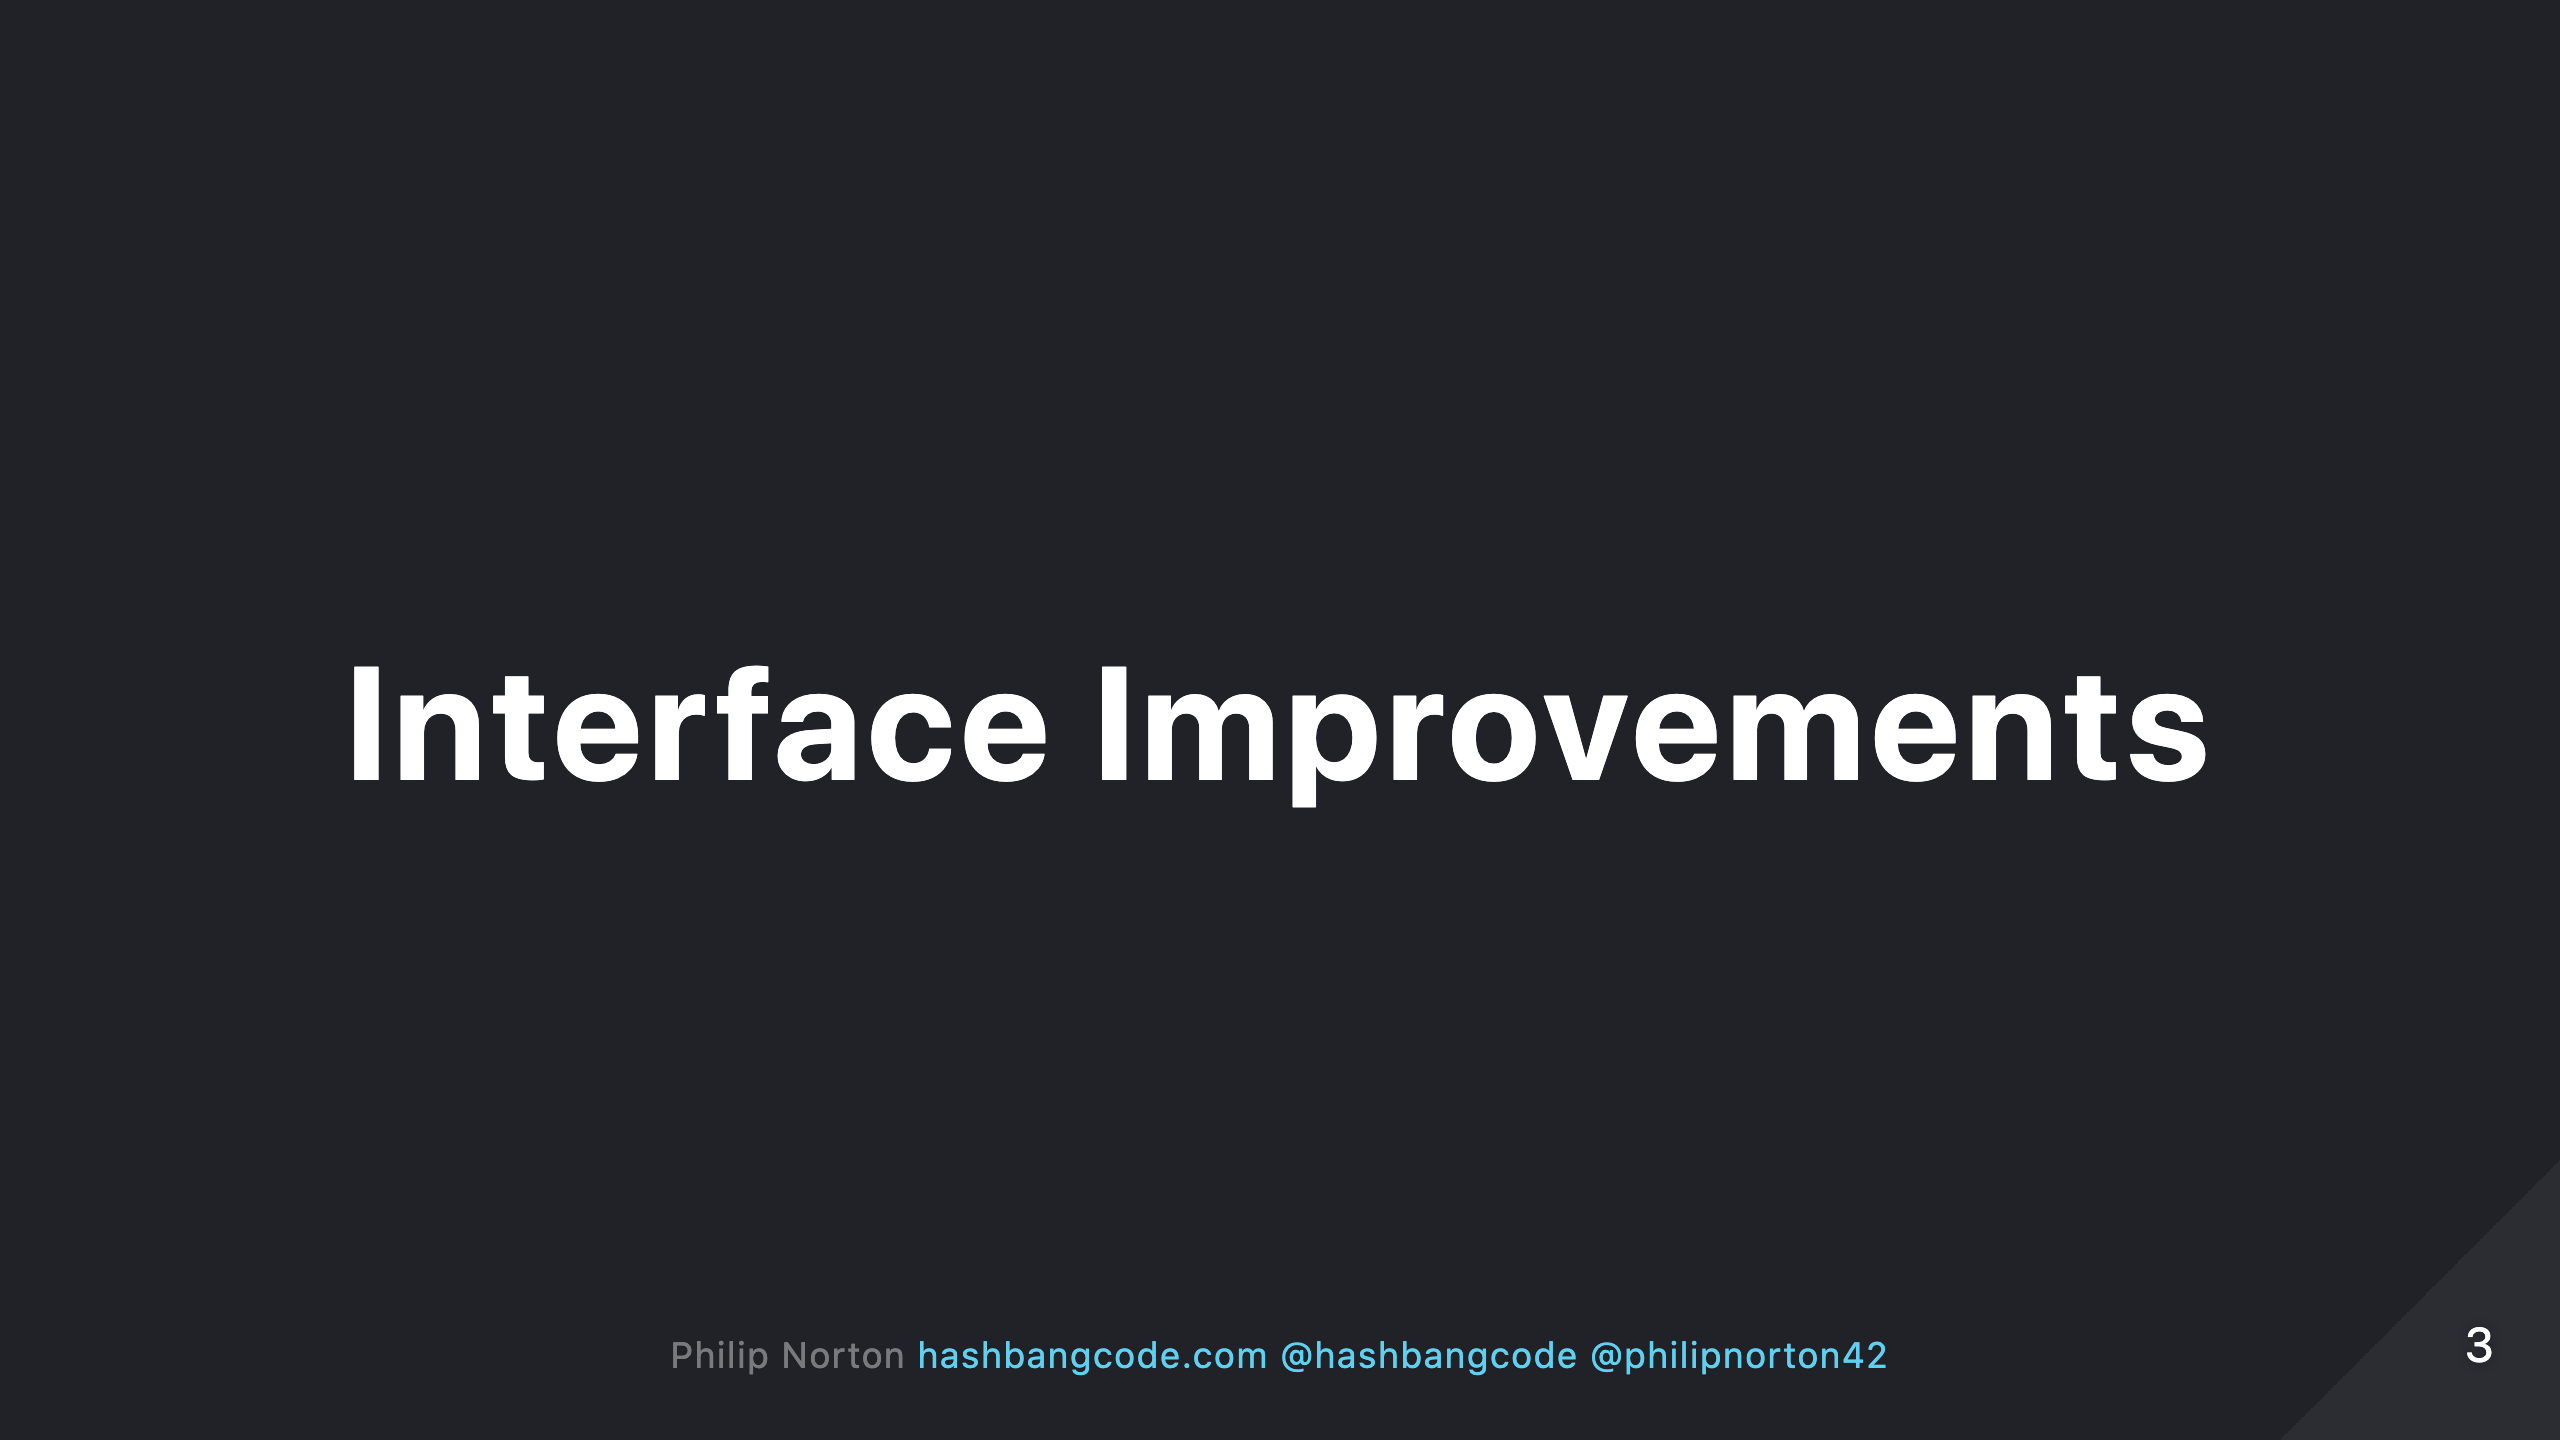 Interface Improvements
Philip Norton hashbangcode.com @hashbangcode @philipnorton42
3